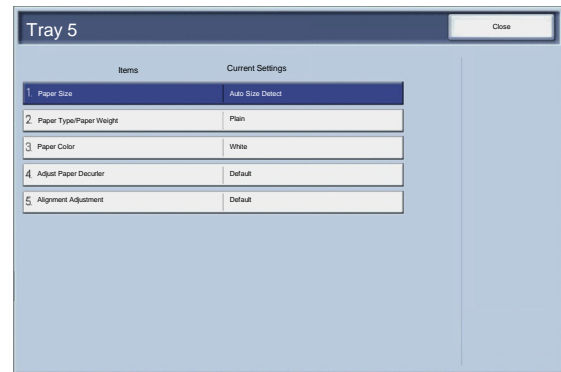 Tray 5
Close
Items Current Settings
1. Paper Size Auto Size Detect
2. Paper Type/Paper Weight Plain
3. Paper Color White
4. Adjust Paper Decurler Default
5. Alignment Adjustment Default